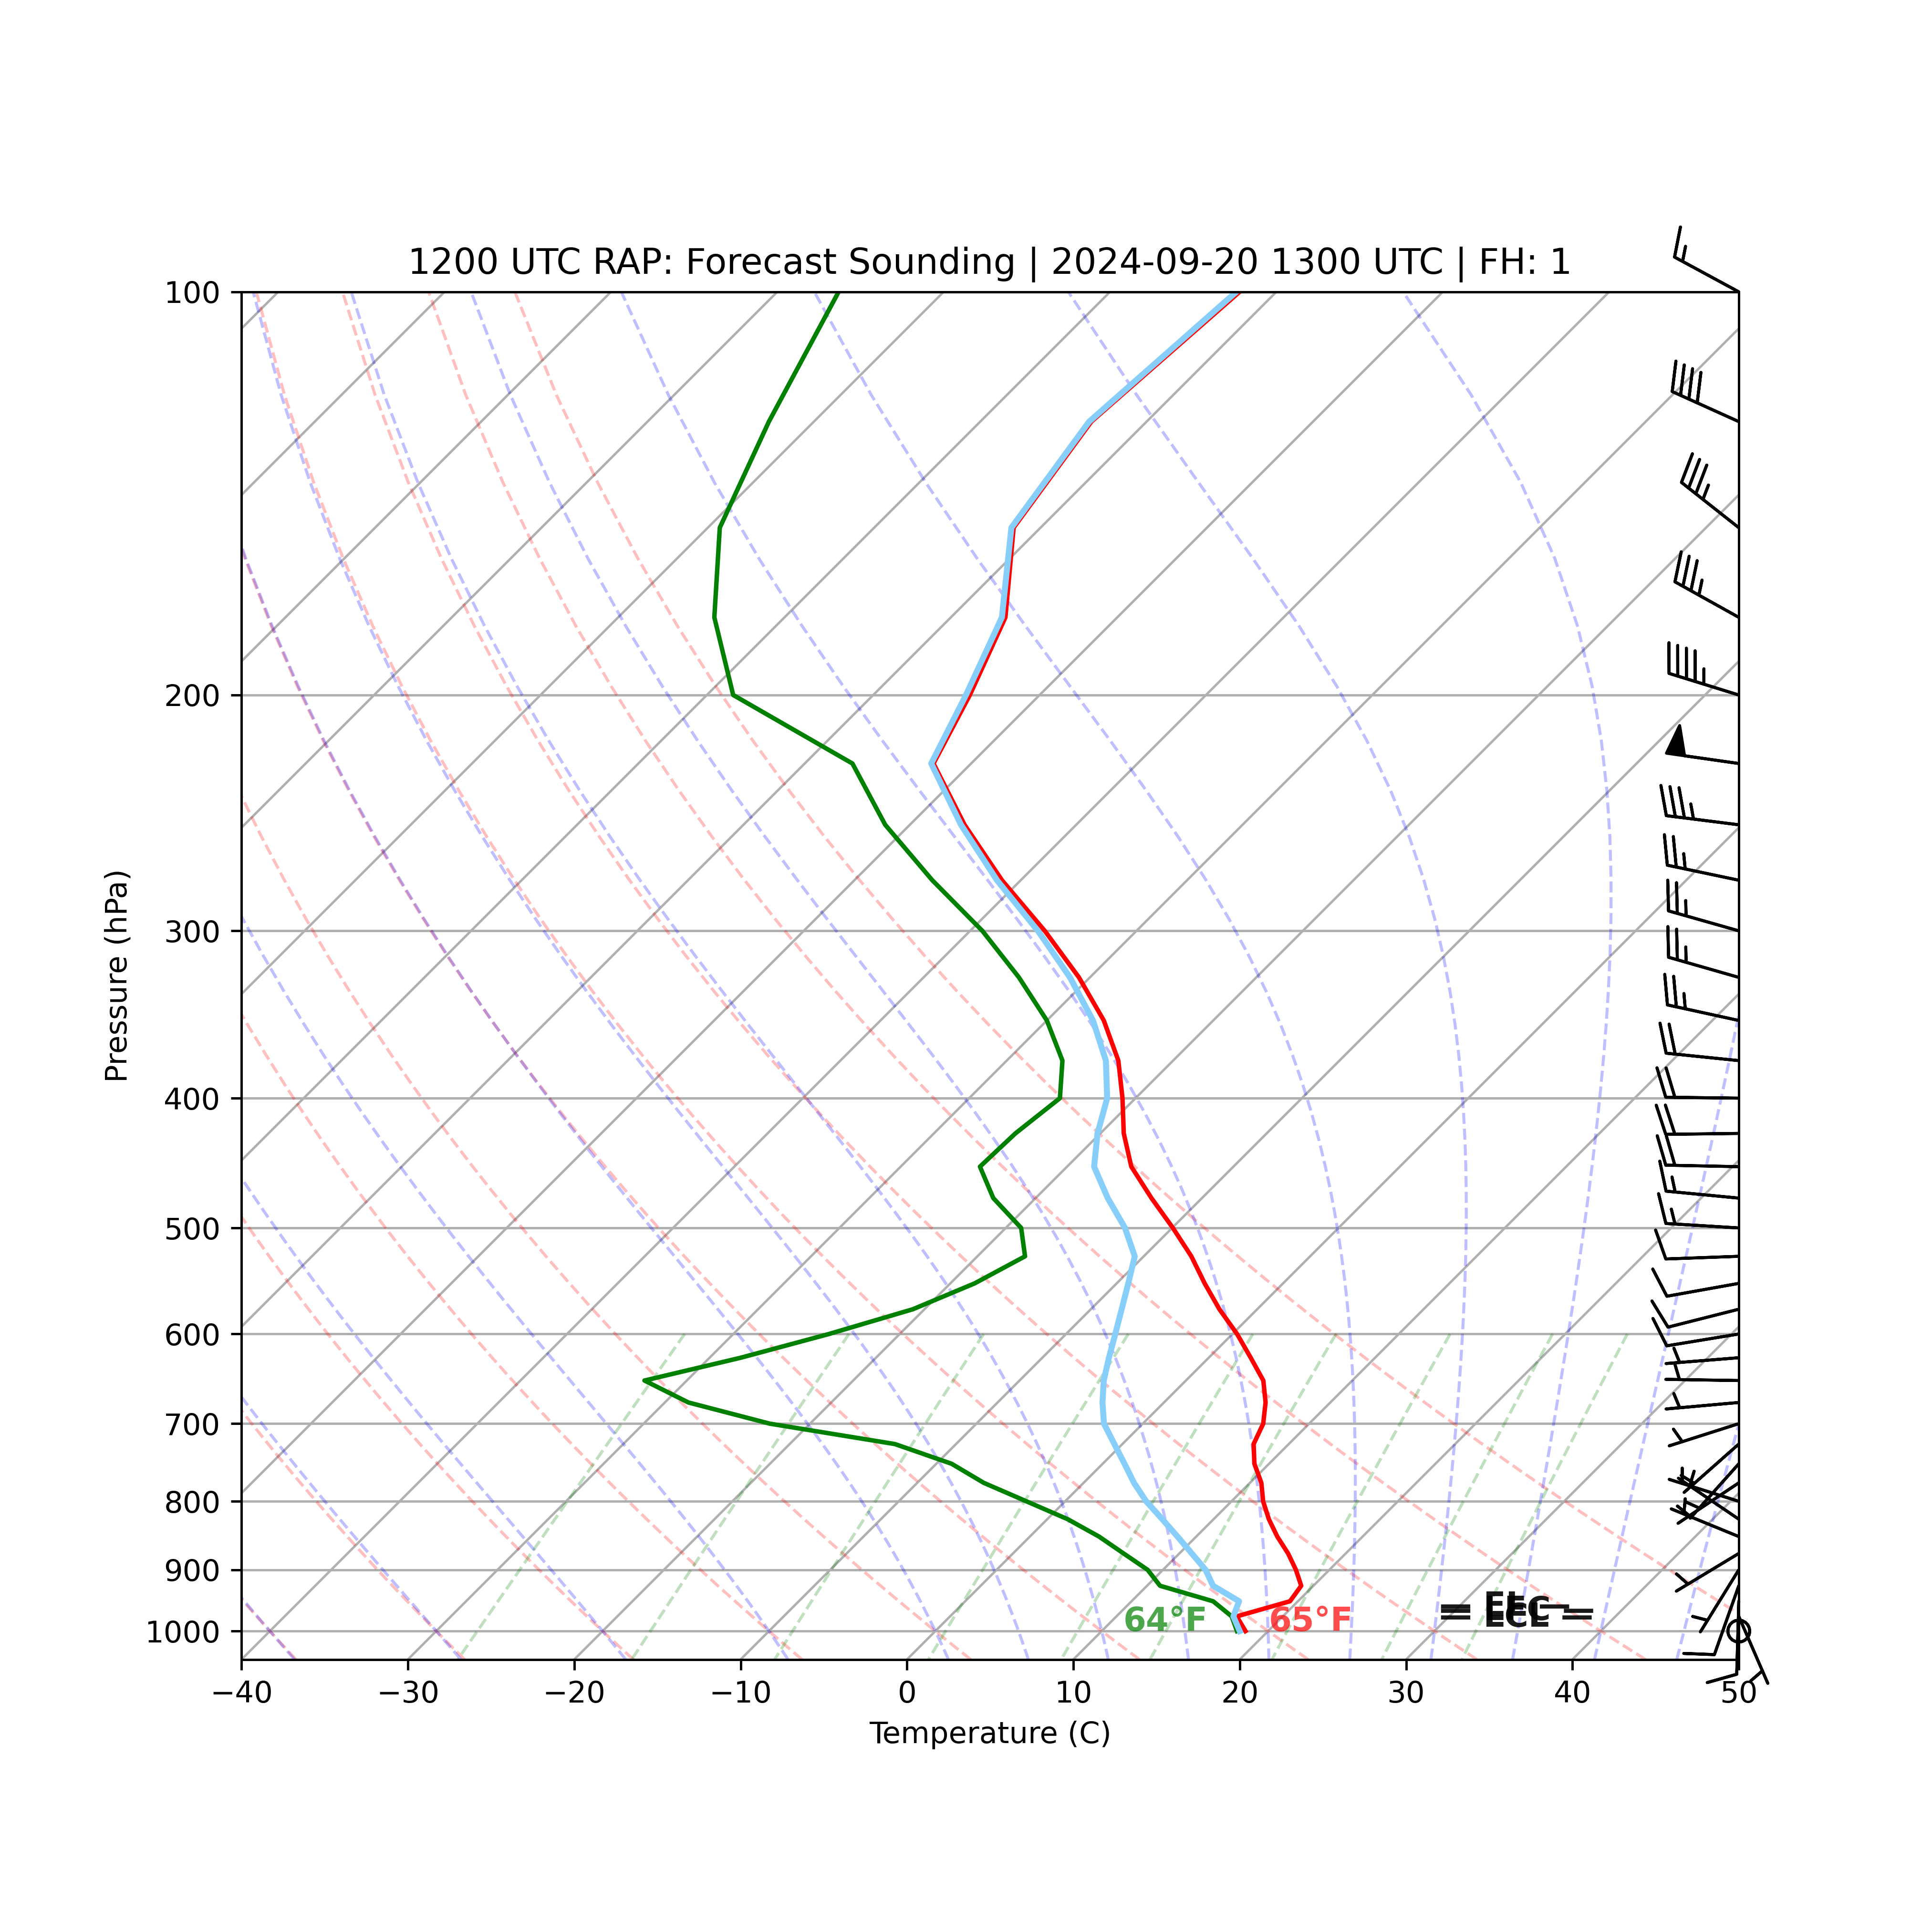 1200 UTC RAP: Forecast Sounding | 2024-09-20 1300 UTC | FH: 1
100
200
300
400
500
600
700
800
900
1000
Pressure (hPa)
64°F 65°F
−40 −30 −20 −10 0 10 20 30 40 50
Temperature (C)